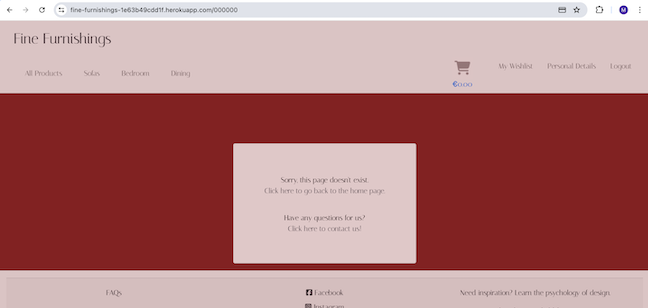 fine-furnishings-1e63b49cdd1f.herokuapp.com/000000
M
Fine Furnishings
All Products
Sofas
Bedroom
Dining
€0.00
My Wishlist
Personal Details
Logout
Sorry, this page doesn't exist.
Click here to go back to the home page.
Have any questions for us?
Click here to contact us!
FAQs
Facebook
Need inspiration? Learn the psychology of design.
Instagram